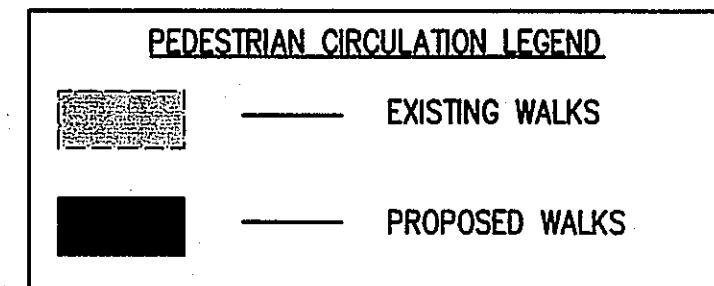 PEDESTRIAN CIRCULATION LEGEND
EXISTING WALKS
PROPOSED WALKS